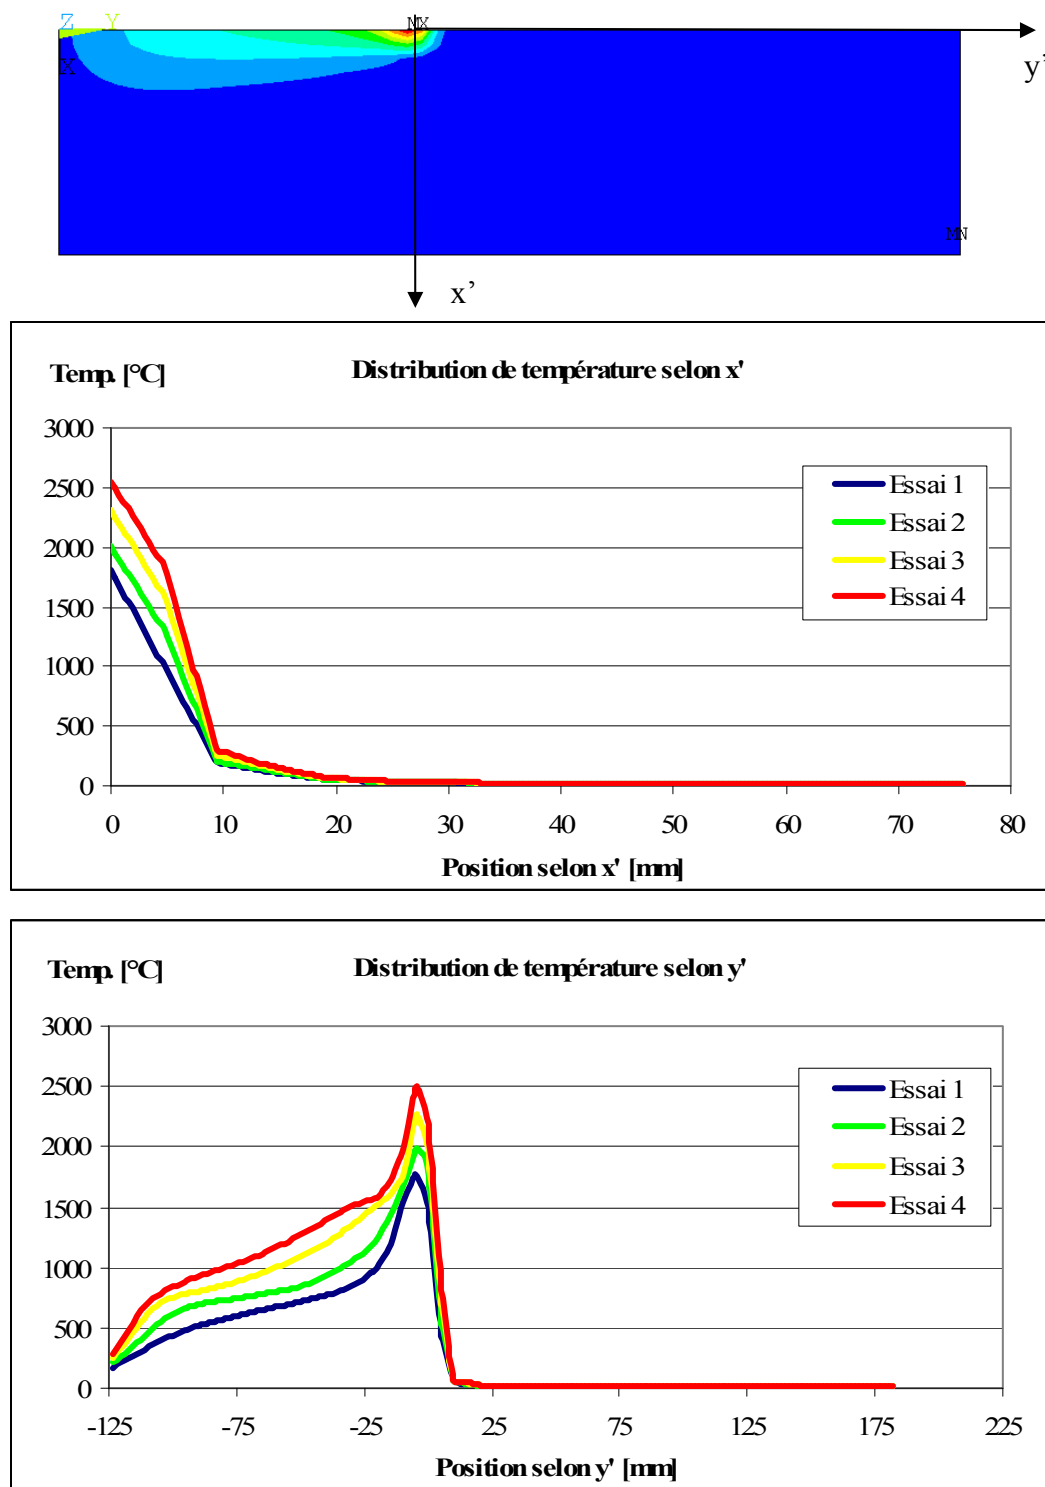 Z Y MX
X
y'
MN
x'
Temp. [°C] Distribution de température selon x'
3000
2500
2000
1500
1000
500
0
Essai 1
Essai 2
Essai 3
Essai 4
0 10 20 30 40 50 60 70 80
Position selon x' [mm]
Temp. [°C] Distribution de température selon y'
3000
2500
2000
1500
1000
500
0
Essai 1
Essai 2
Essai 3
Essai 4
-125 -75 -25 25 75 125 175 225
Position selon y' [mm]